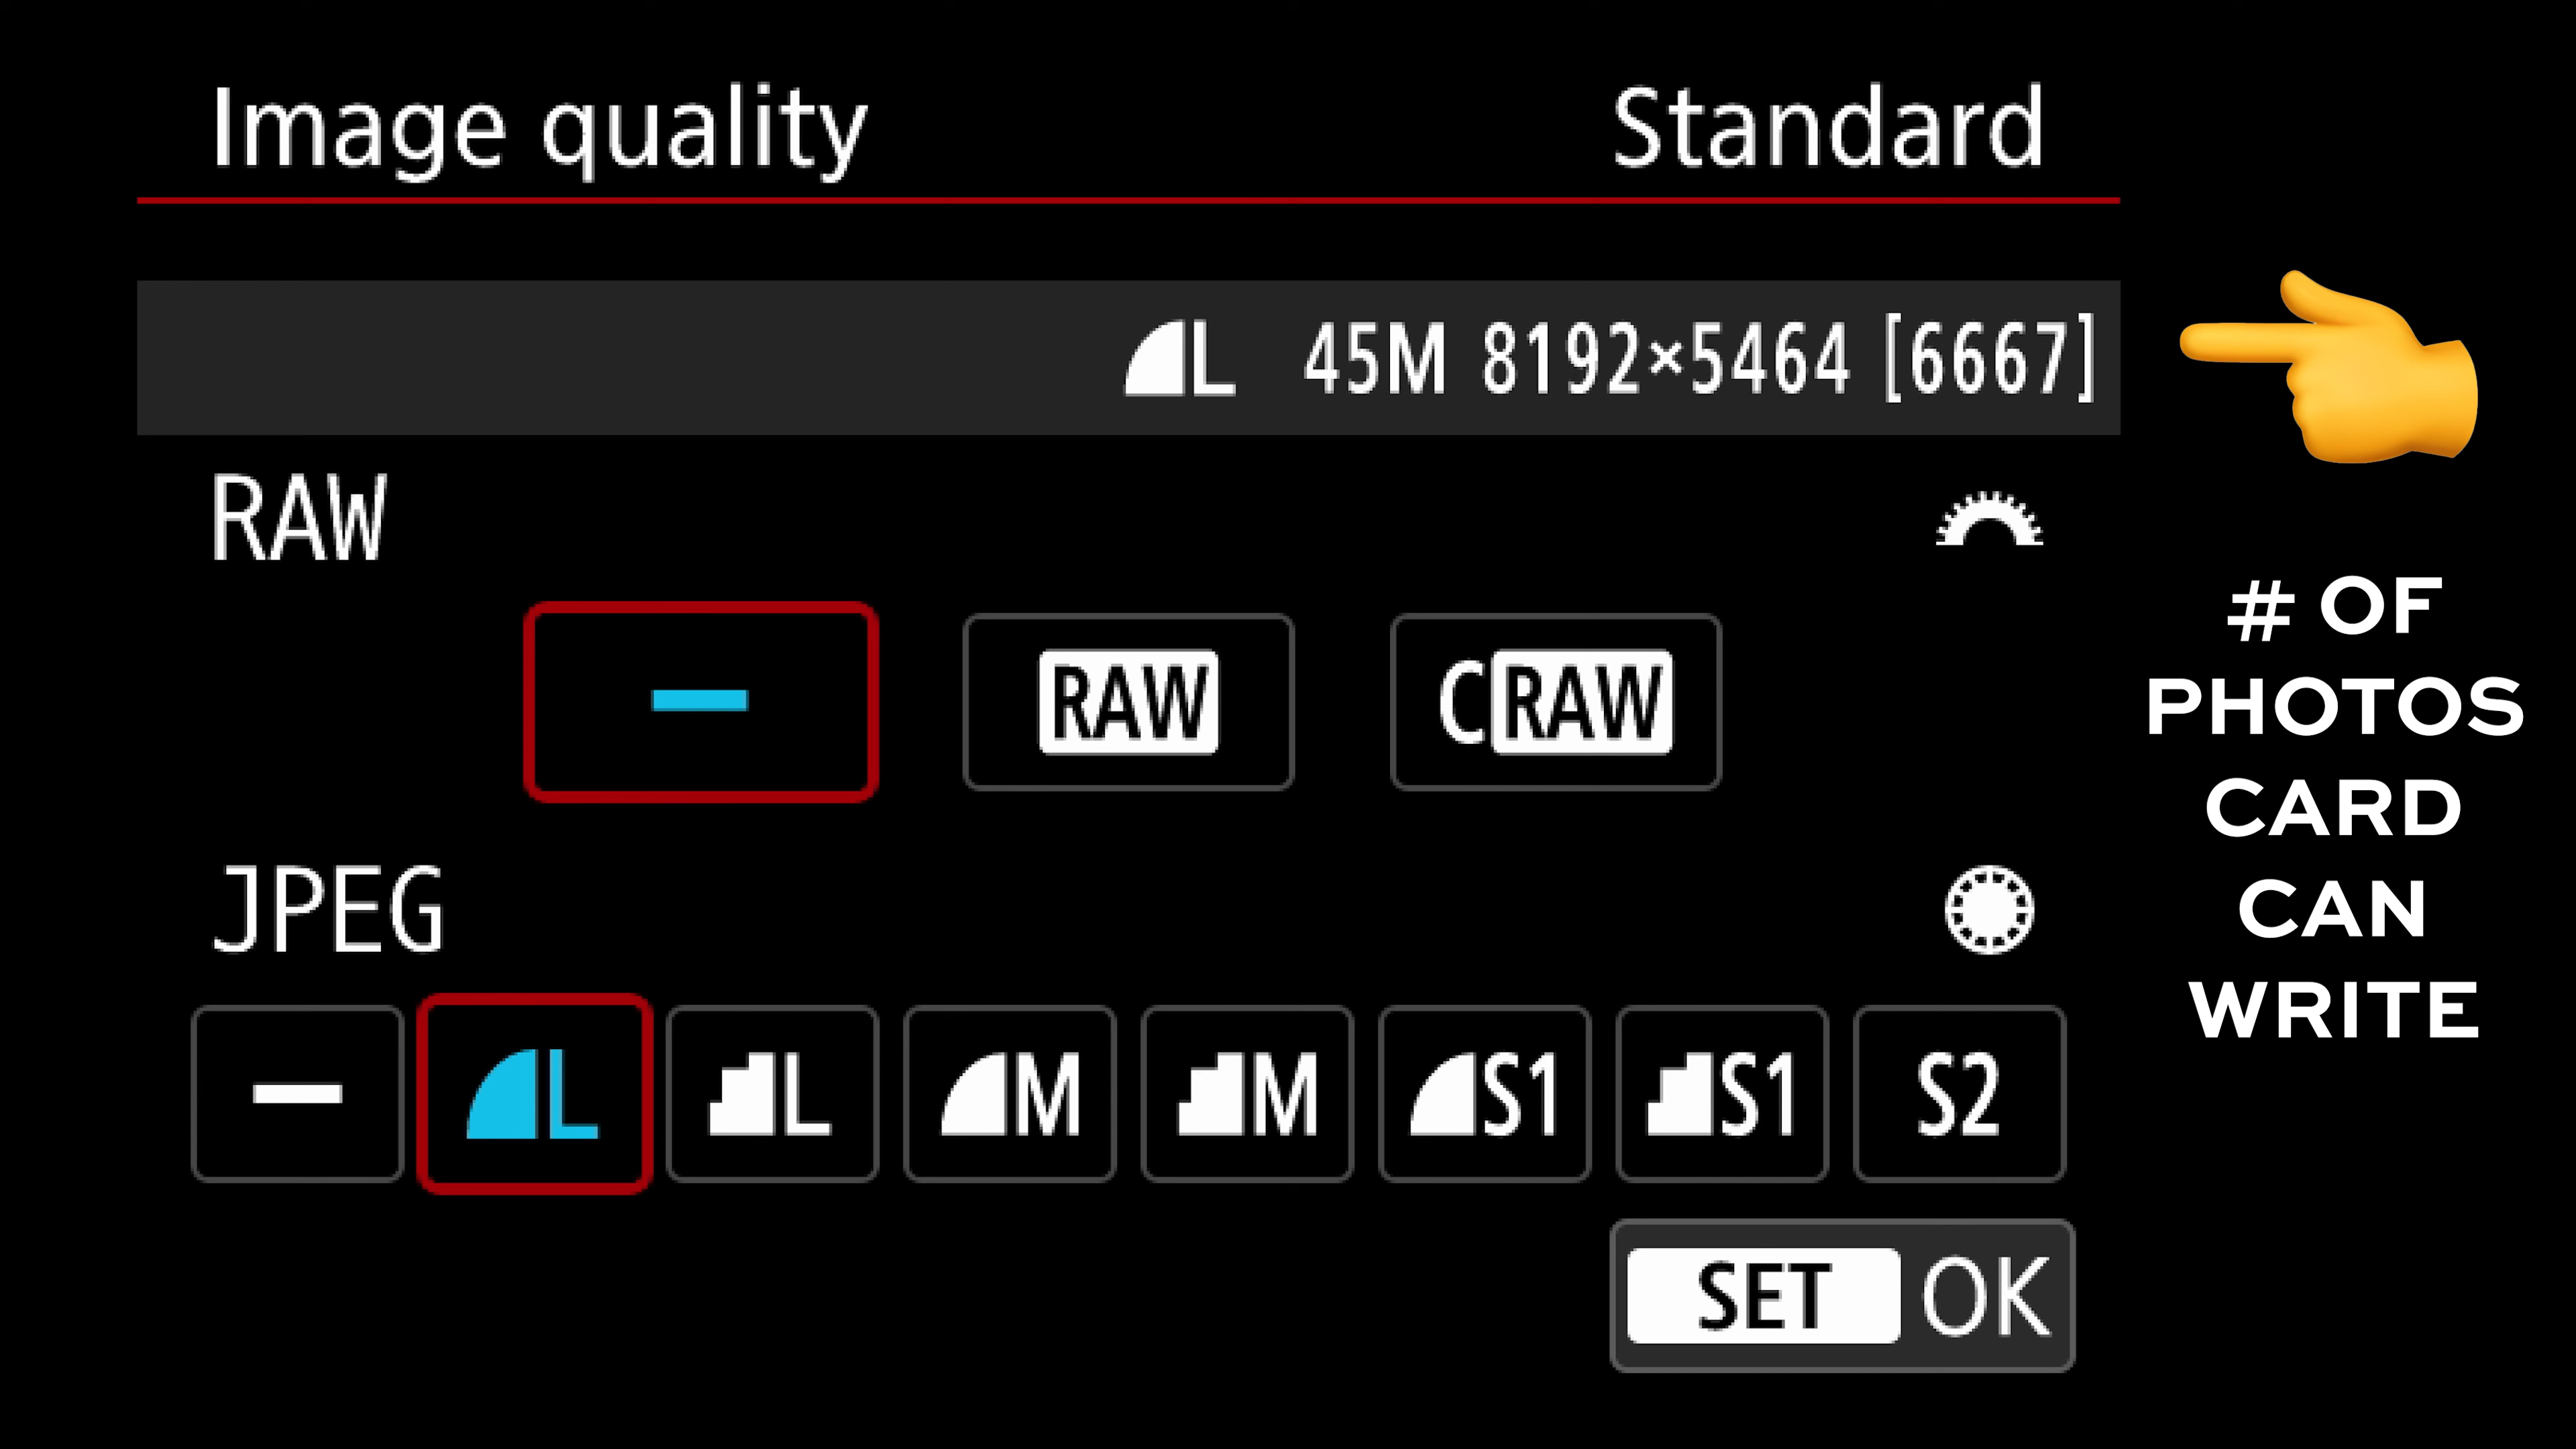 Image quality Standard
L 45M 8192×5464 [6667]
RAW
RAW CRAW
# OF
PHOTOS
CARD
CAN
WRITE
JPEG
L L M M S1 S1 S2
SET OK